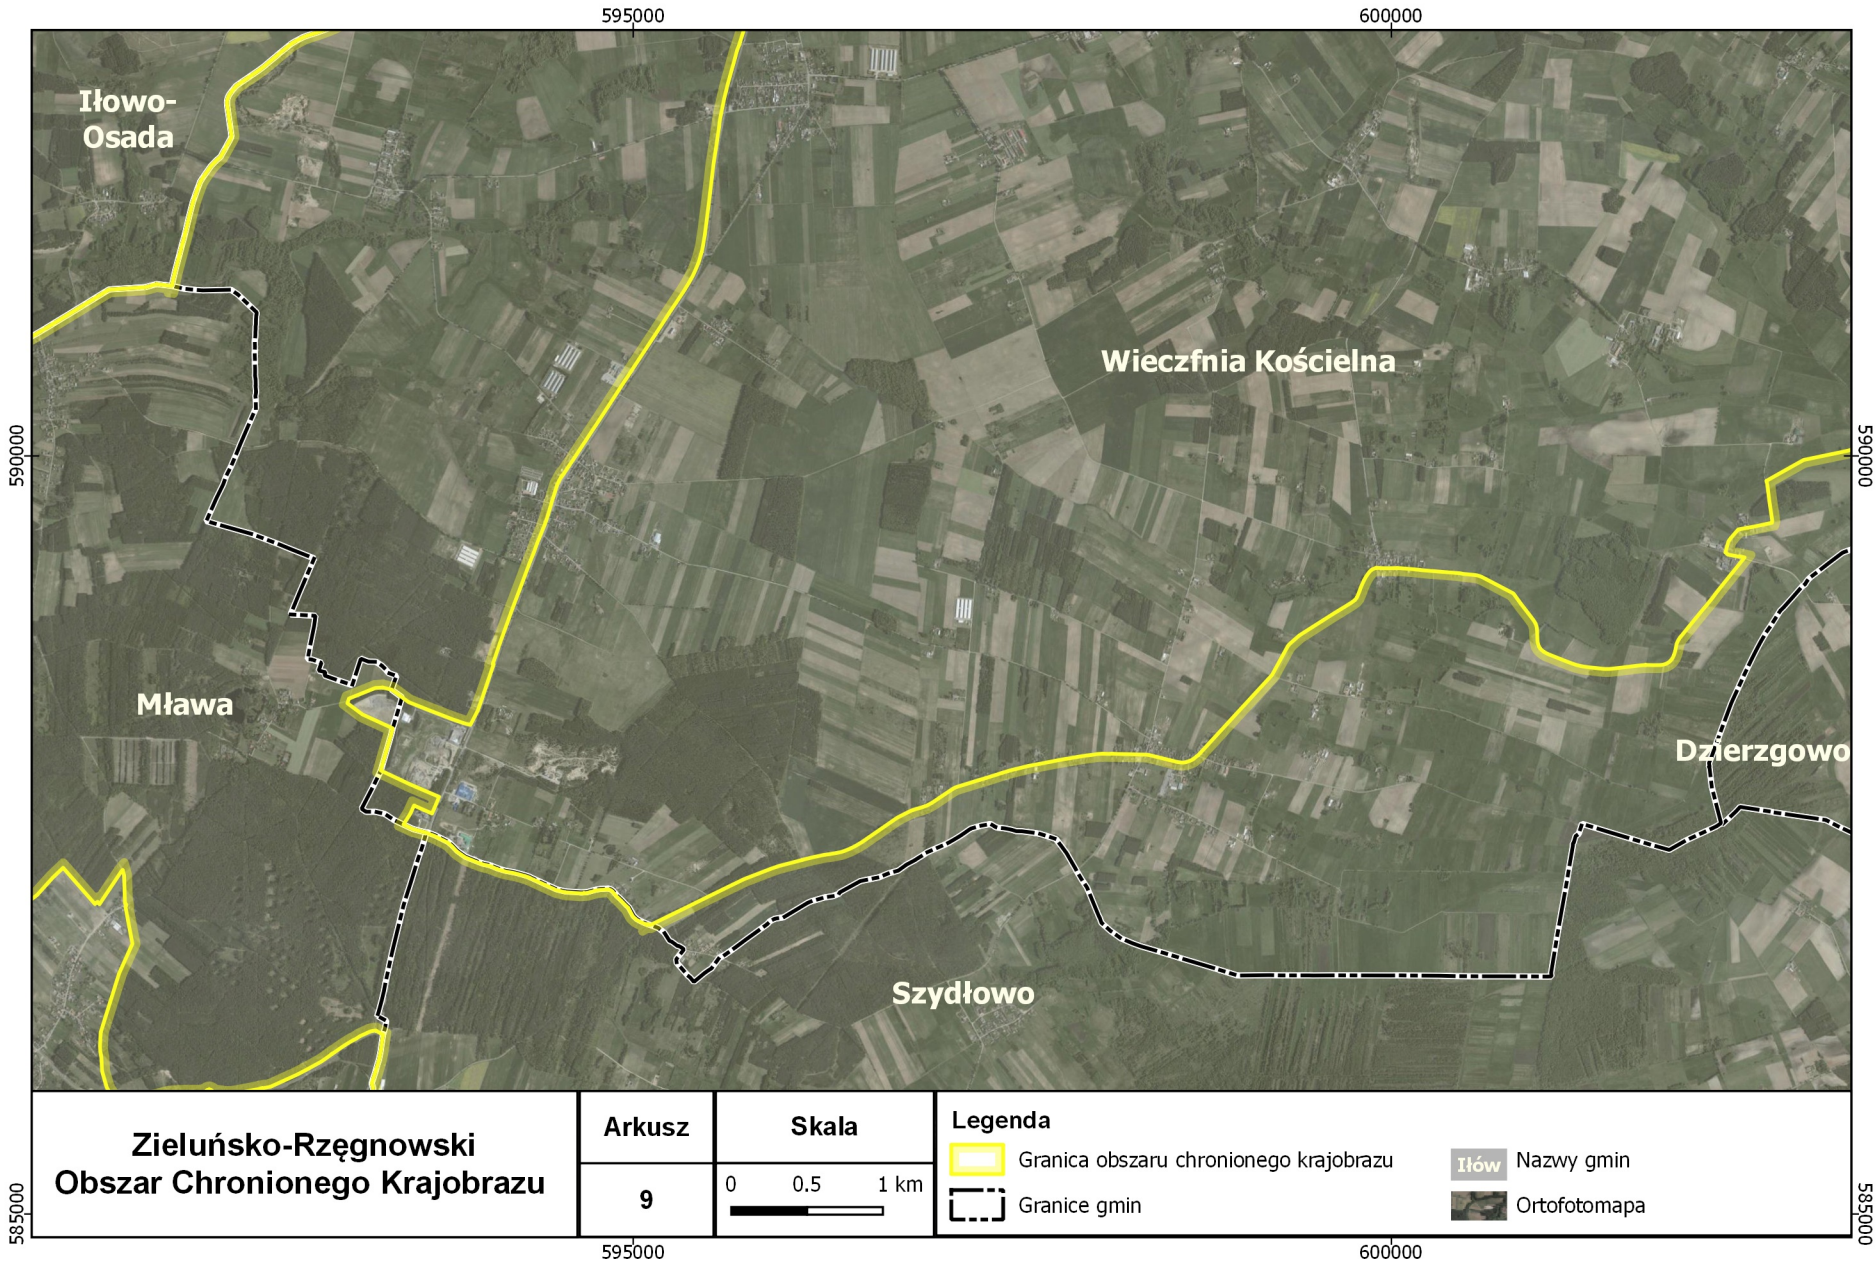 595000
600000
Iłowo-
Osada
Wieczfnia Kościelna
590000
590000
Mława
Dzierzgowo
Szydłowo
Zieluńsko-Rzęgnowski
Obszar Chronionego Krajobrazu
Arkusz
9
Skala
0 0.5 1 km
Legenda
Granica obszaru chronionego krajobrazu
Granice gmin
Iłów Nazwy gmin
Ortofotomapa
585000
585000
595000
600000